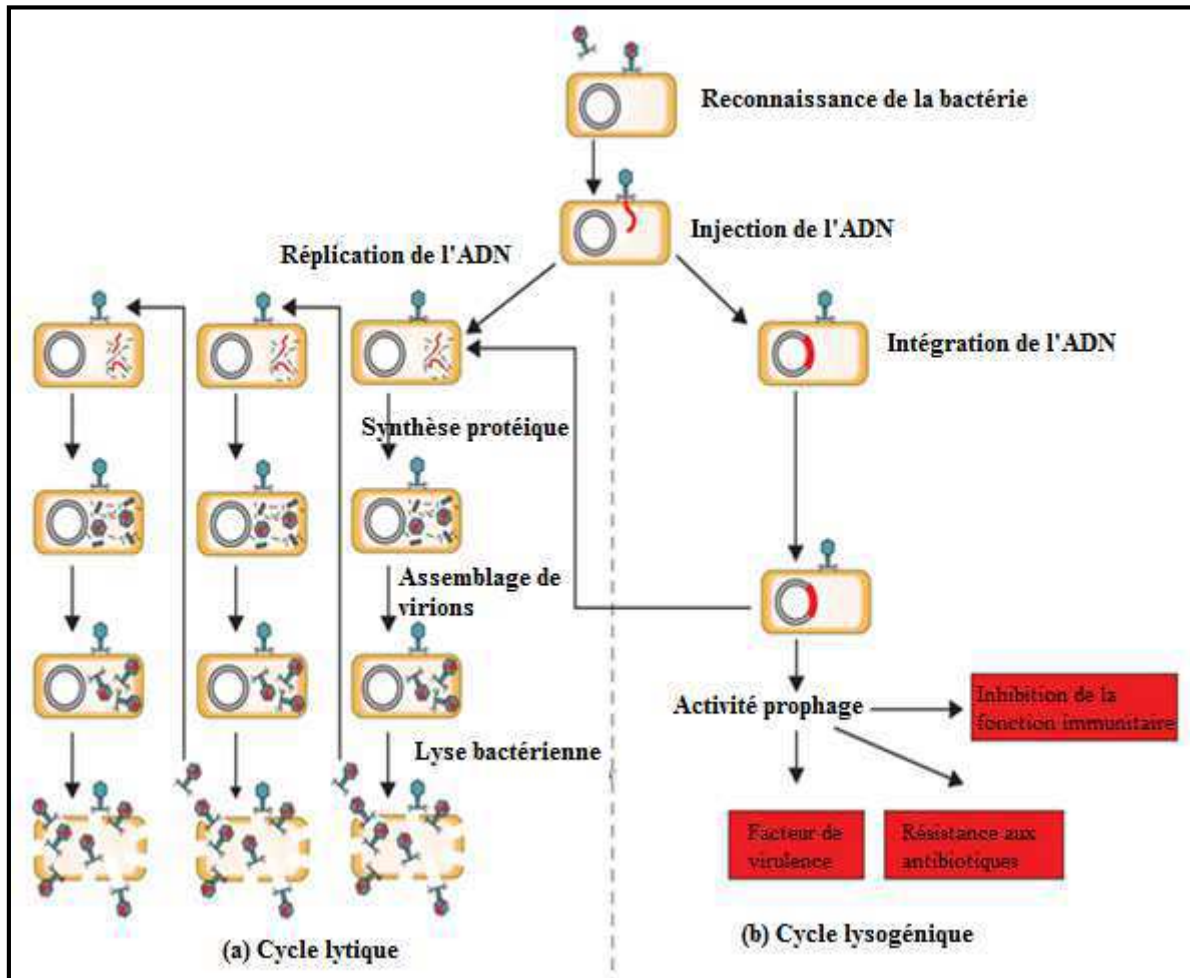 Reconnaissance de la bactérie
Injection de l'ADN
Réplication de l'ADN
Intégration de l'ADN
Synthèse protéique
Assemblage de
virions
Activité prophage
Inhibition de la
fonction immunitaire
Lyse bactérienne
Facteur de
virulence
Résistance aux
antibiotiques
(a) Cycle lytique
(b) Cycle lysogénique